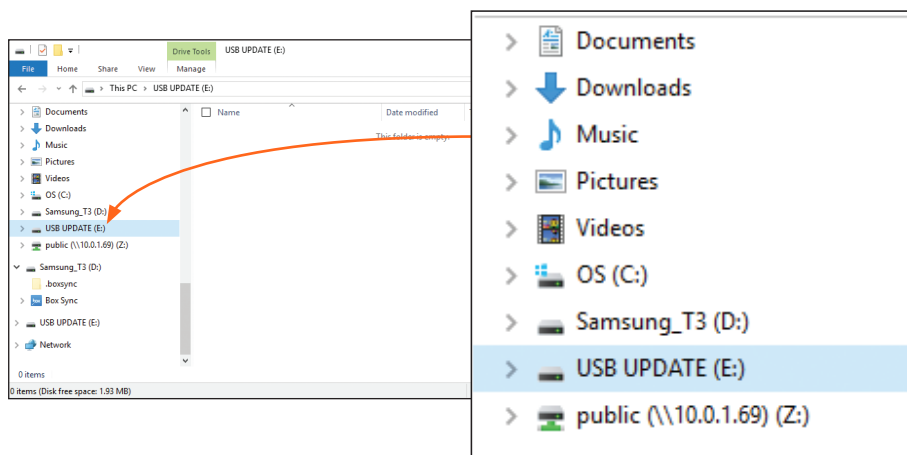 Drive Tools USB UPDATE (E:)
File Home Share View Manage
This PC USB UPDATE (E:)
Name Date modified
This folder is empty.
Documents
Downloads
Music
Pictures
Videos
OS (C:)
Samsung_T3 (D:)
USB UPDATE (E:)
public (\\10.0.1.69) (Z:)
Samsung_T3 (D:)
.boxsync
Box Sync
USB UPDATE (E:)
Network
0 items
0 items (Disk free space: 1.93 MB)
Documents
Downloads
Music
Pictures
Videos
OS (C:)
Samsung_T3 (D:)
USB UPDATE (E:)
public (\\10.0.1.69) (Z:)